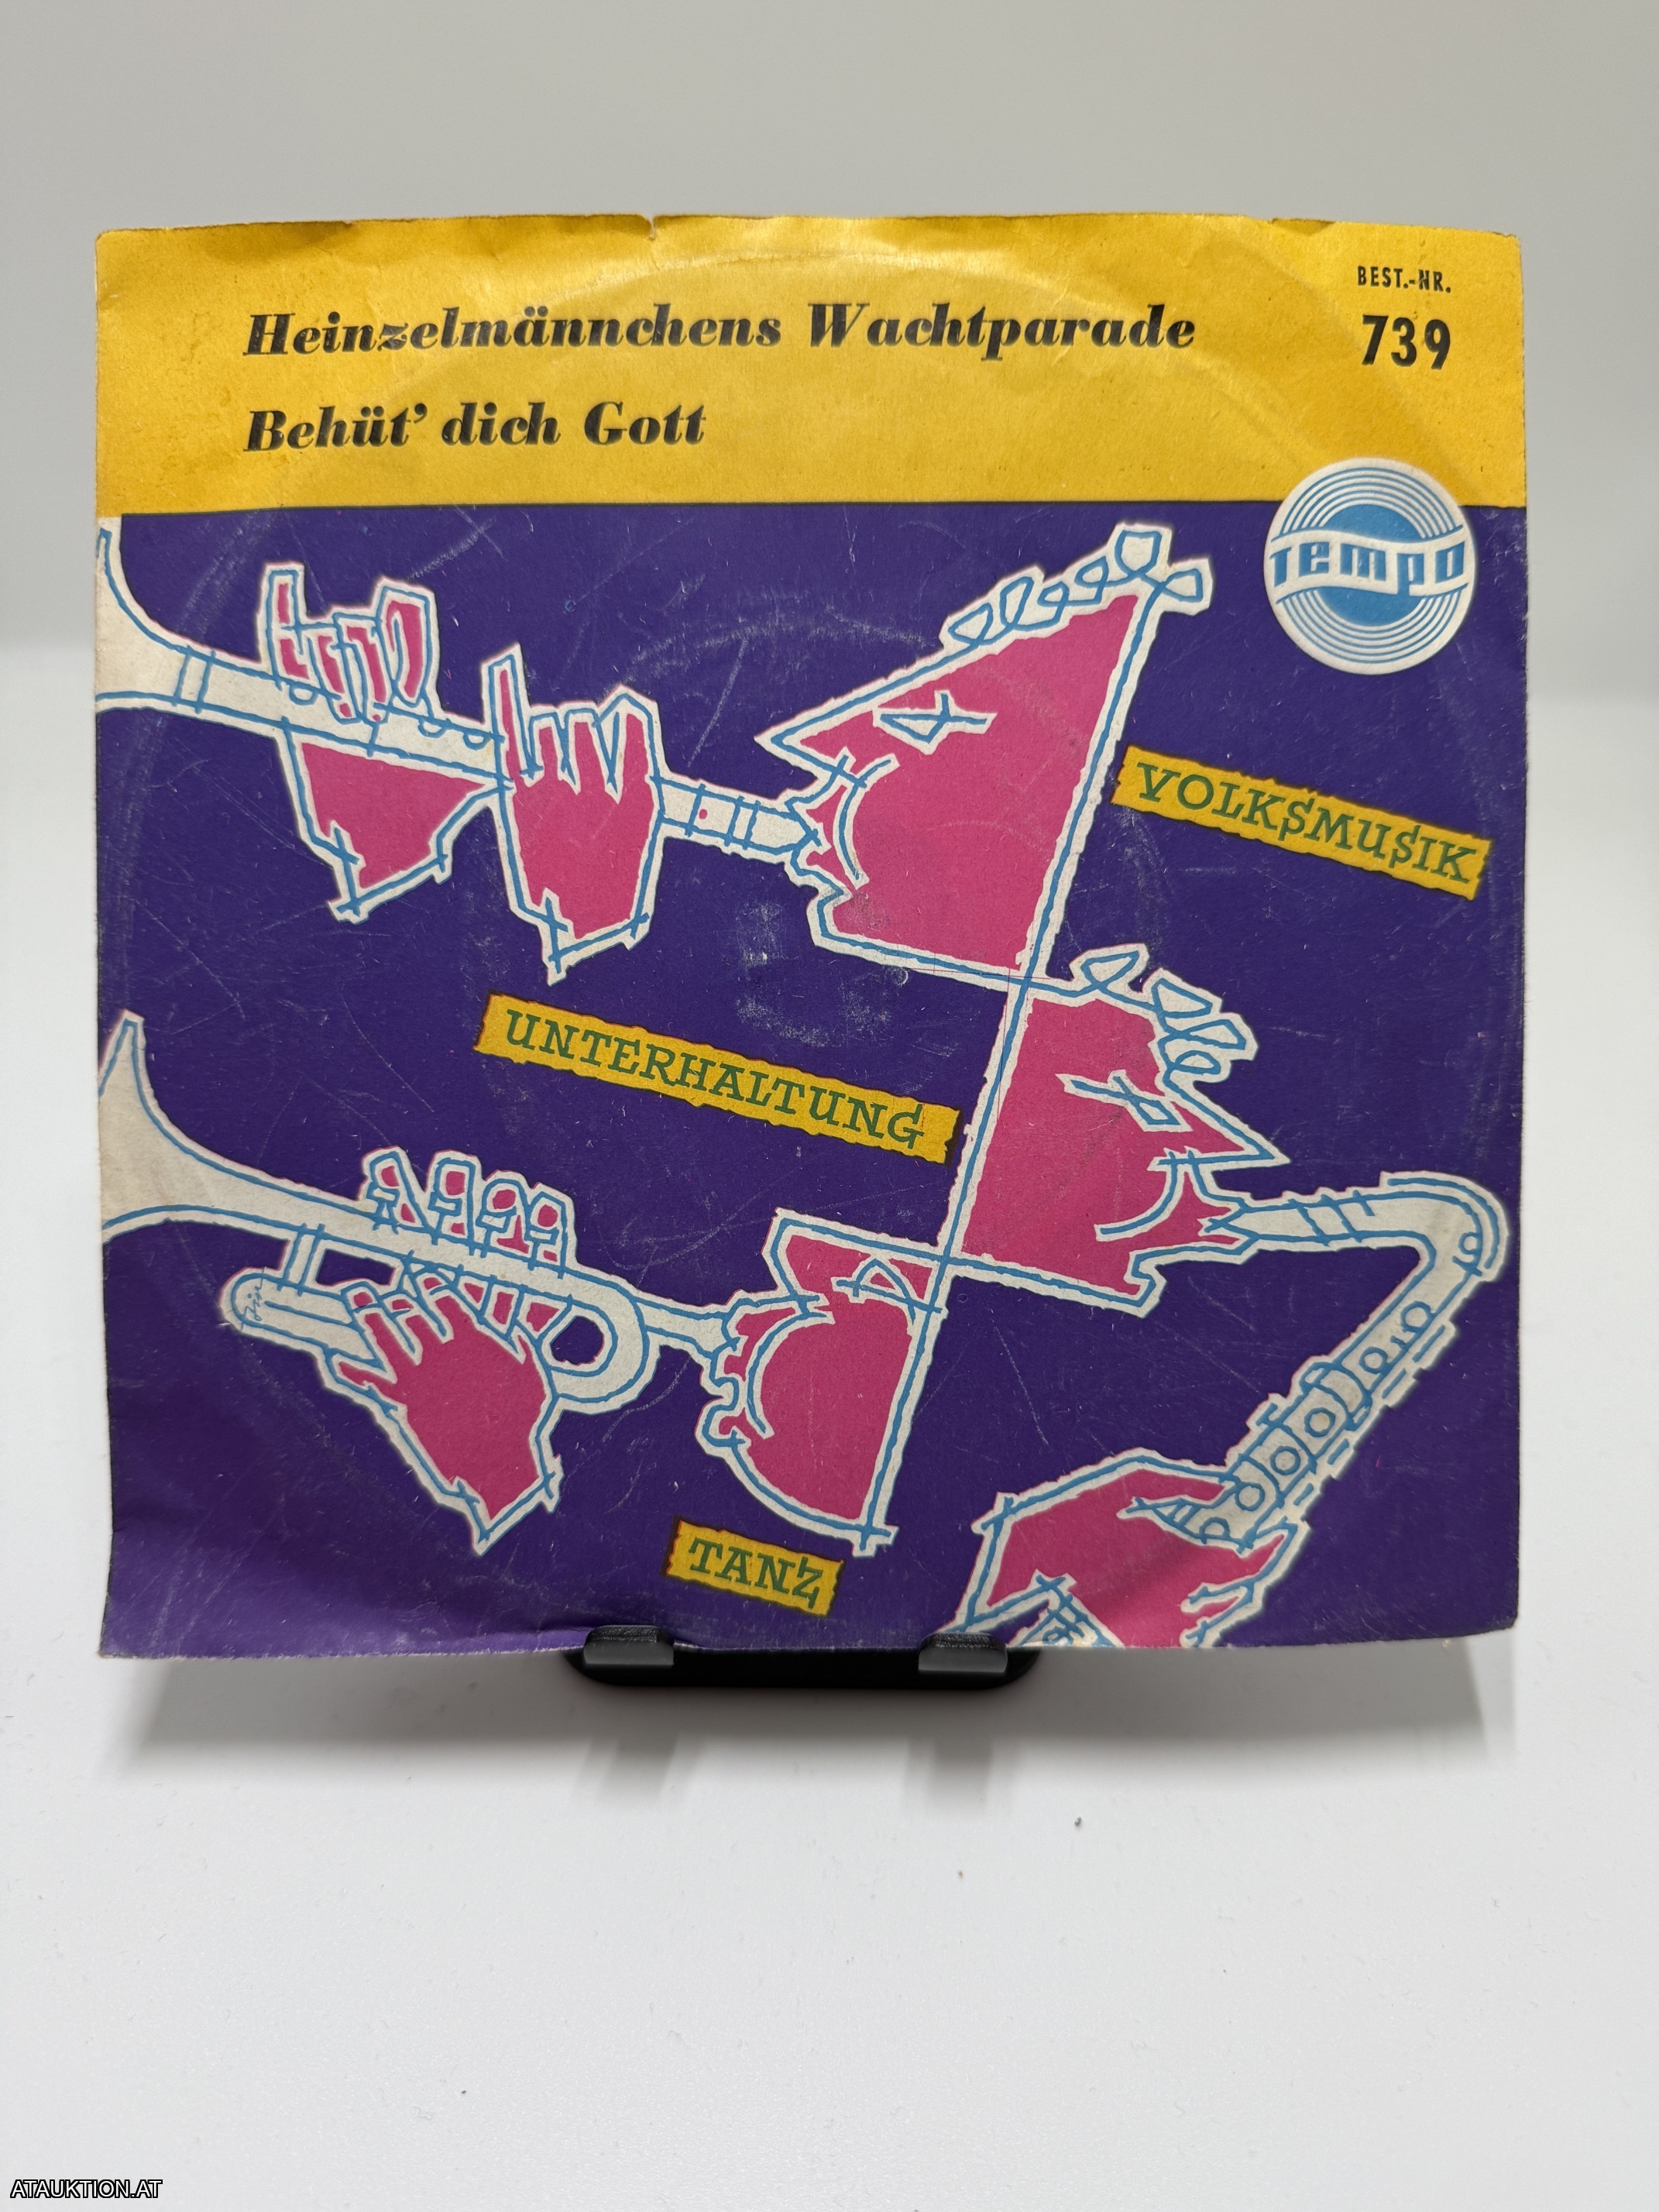 BEST.-NR.
Heinzelmännchens Wachtparade
739
Behüt' dich Gott
Tempo
VOLKSMUSIK
UNTERHALTUNG
TANZ
ATAUKTION.AT